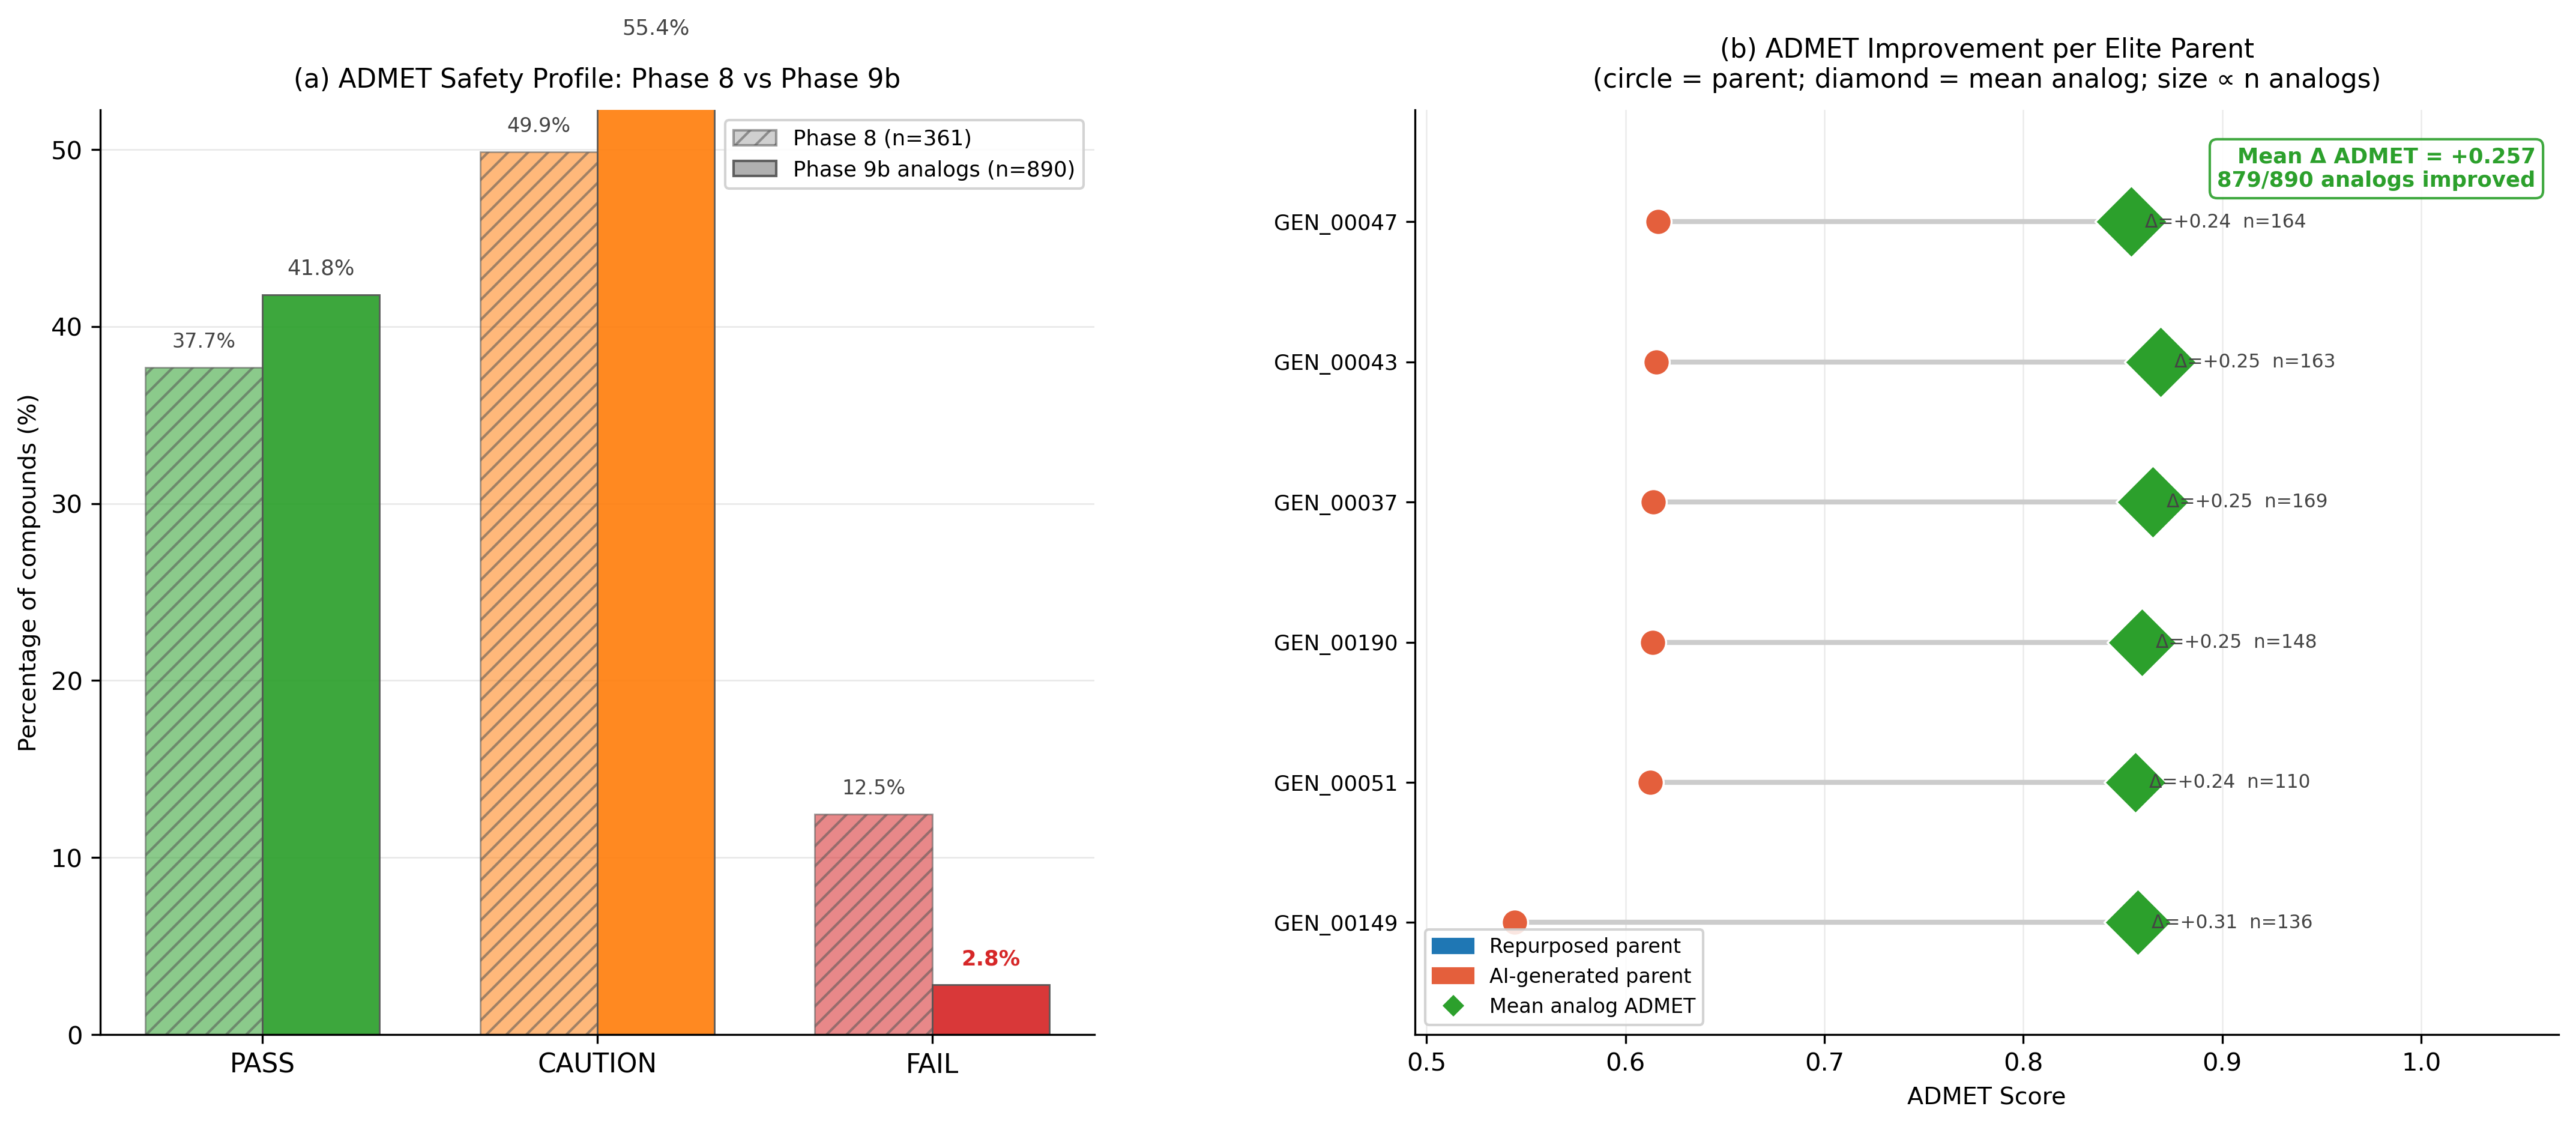 55.4%
(a) ADMET Safety Profile: Phase 8 vs Phase 9b
Percentage of compounds (%)
50
40
30
20
10
0
37.7%
41.8%
49.9%
12.5%
2.8%
Phase 8 (n=361)
Phase 9b analogs (n=890)
PASS
CAUTION
FAIL
(b) ADMET Improvement per Elite Parent
(circle = parent; diamond = mean analog; size ∝ n analogs)
Mean Δ ADMET = +0.257
879/890 analogs improved
GEN_00047
Δ=+0.24 n=164
GEN_00043
Δ=+0.25 n=163
GEN_00037
Δ=+0.25 n=169
GEN_00190
Δ=+0.25 n=148
GEN_00051
Δ=+0.24 n=110
GEN_00149
Δ=+0.31 n=136
Repurposed parent
AI-generated parent
Mean analog ADMET
0.5
0.6
0.7
0.8
0.9
1.0
ADMET Score